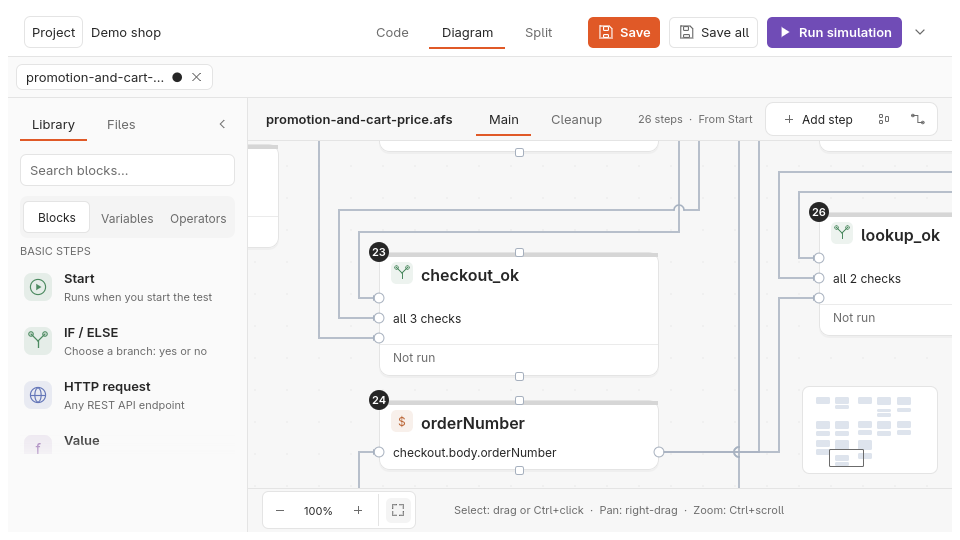 Project Demo shop Code Diagram Split Save Save all Run simulation
promotion-and-cart-...
Library Files
promotion-and-cart-price.afs Main Cleanup 26 steps · From Start Add step
Search blocks...
Blocks Variables Operators
BASIC STEPS
Start
Runs when you start the test
IF / ELSE
Choose a branch: yes or no
HTTP request
Any REST API endpoint
Value
f
23
checkout_ok
all 3 checks
Not run
24
$ orderNumber
checkout.body.orderNumber
26
lookup_ok
all 2 checks
Not run
100%
Select: drag or Ctrl+click · Pan: right-drag · Zoom: Ctrl+scroll